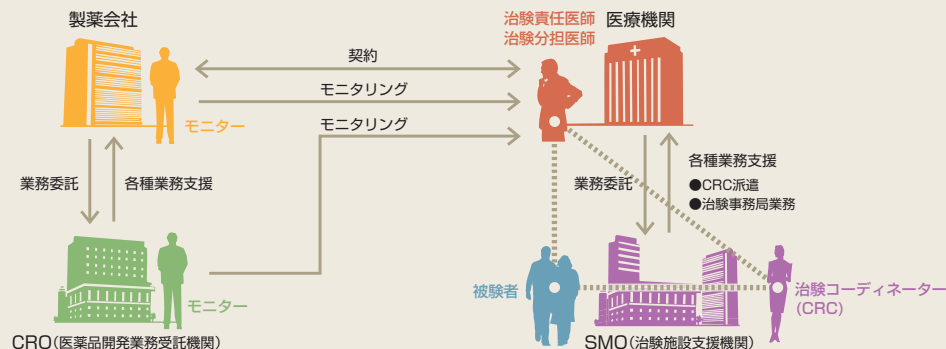 製薬会社
治験責任医師
治験分担医師
医療機関
契約
モニタリング
モニター
モニタリング
業務委託
各種業務支援
業務委託
各種業務支援
●CRC派遣
●治験事務局業務
モニター
被験者
治験コーディネーター
(CRC)
CRO(医薬品開発業務受託機関)
SMO(治験施設支援機関)